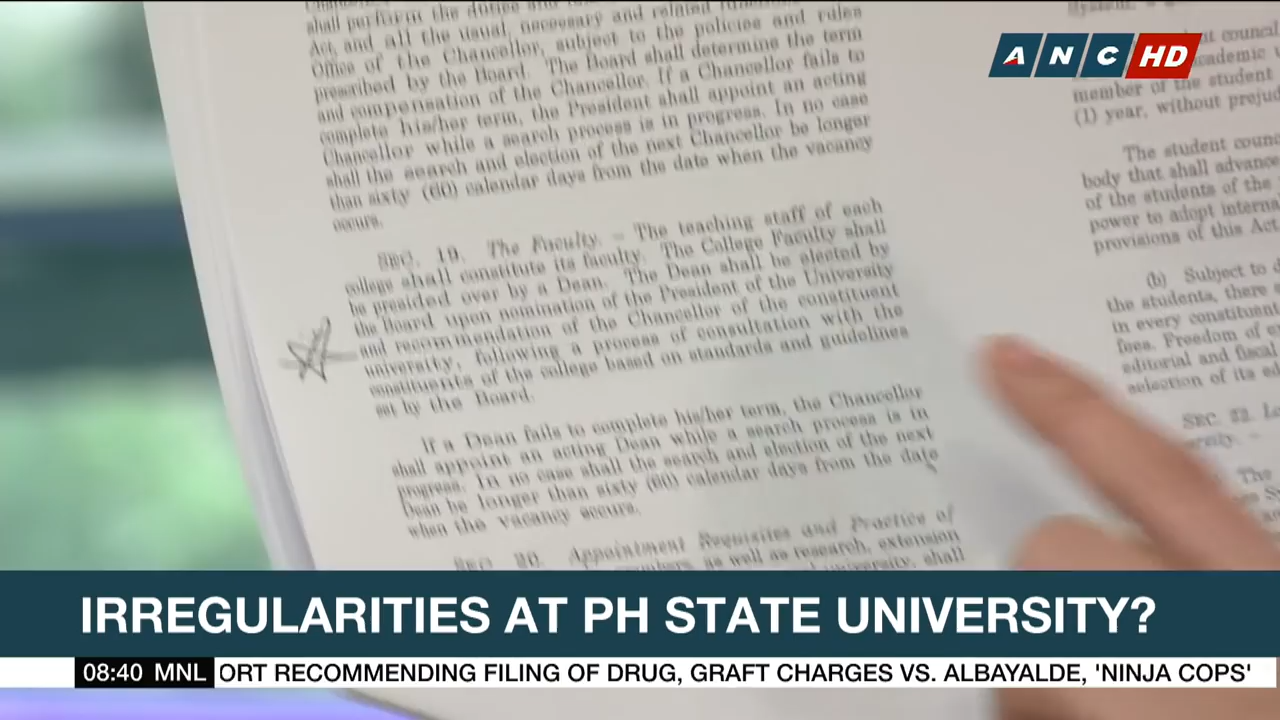 shall perform the duties and
Act, and all the usual, necessary and related functions
Office of the Chancellor, subject to the policies and rules
prescribed by the Board. The Board shall determine the term
and compensation of the Chancellor. If a Chancellor fails to
complete his/her term, the President shall appoint an acting
Chancellor while a search process is in progress. In no case
shall the search and election of the next Chancellor be longer
than sixty (60) calendar days from the date when the vacancy
occurs.
SEC. 19. The Faculty. – The teaching staff of each
college shall constitute its faculty. The College Faculty shall
be presided over by a Dean. The Dean shall be elected by
the Board upon nomination of the President of the University
and recommendation of the Chancellor of the constituent
university, following a process of consultation with the
constituents of the college based on standards and guidelines
set by the Board.
If a Dean fails to complete his/her term, the Chancellor
shall appoint an acting Dean while a search process is in
progress. In no case shall the search and election of the next
Dean be longer than sixty (60) calendar days from the date
when the vacancy occurs.
SEC. 20. Appointment Requisites and Practice of
as well as research, extension
university, shall
council
academic
member of the student
(1) year, without
The student
body that shall advance
of the students of the
power to adopt
provisions of this Act
(b) Subject to
the students, there
in every
fees. Freedom of
editorial and fiscal
selection of its
SEC. 22.
The
ANC HD
IRREGULARITIES AT PH STATE UNIVERSITY?
08:40 MNL ORT RECOMMENDING FILING OF DRUG, GRAFT CHARGES VS. ALBAYALDE, 'NINJA COPS'